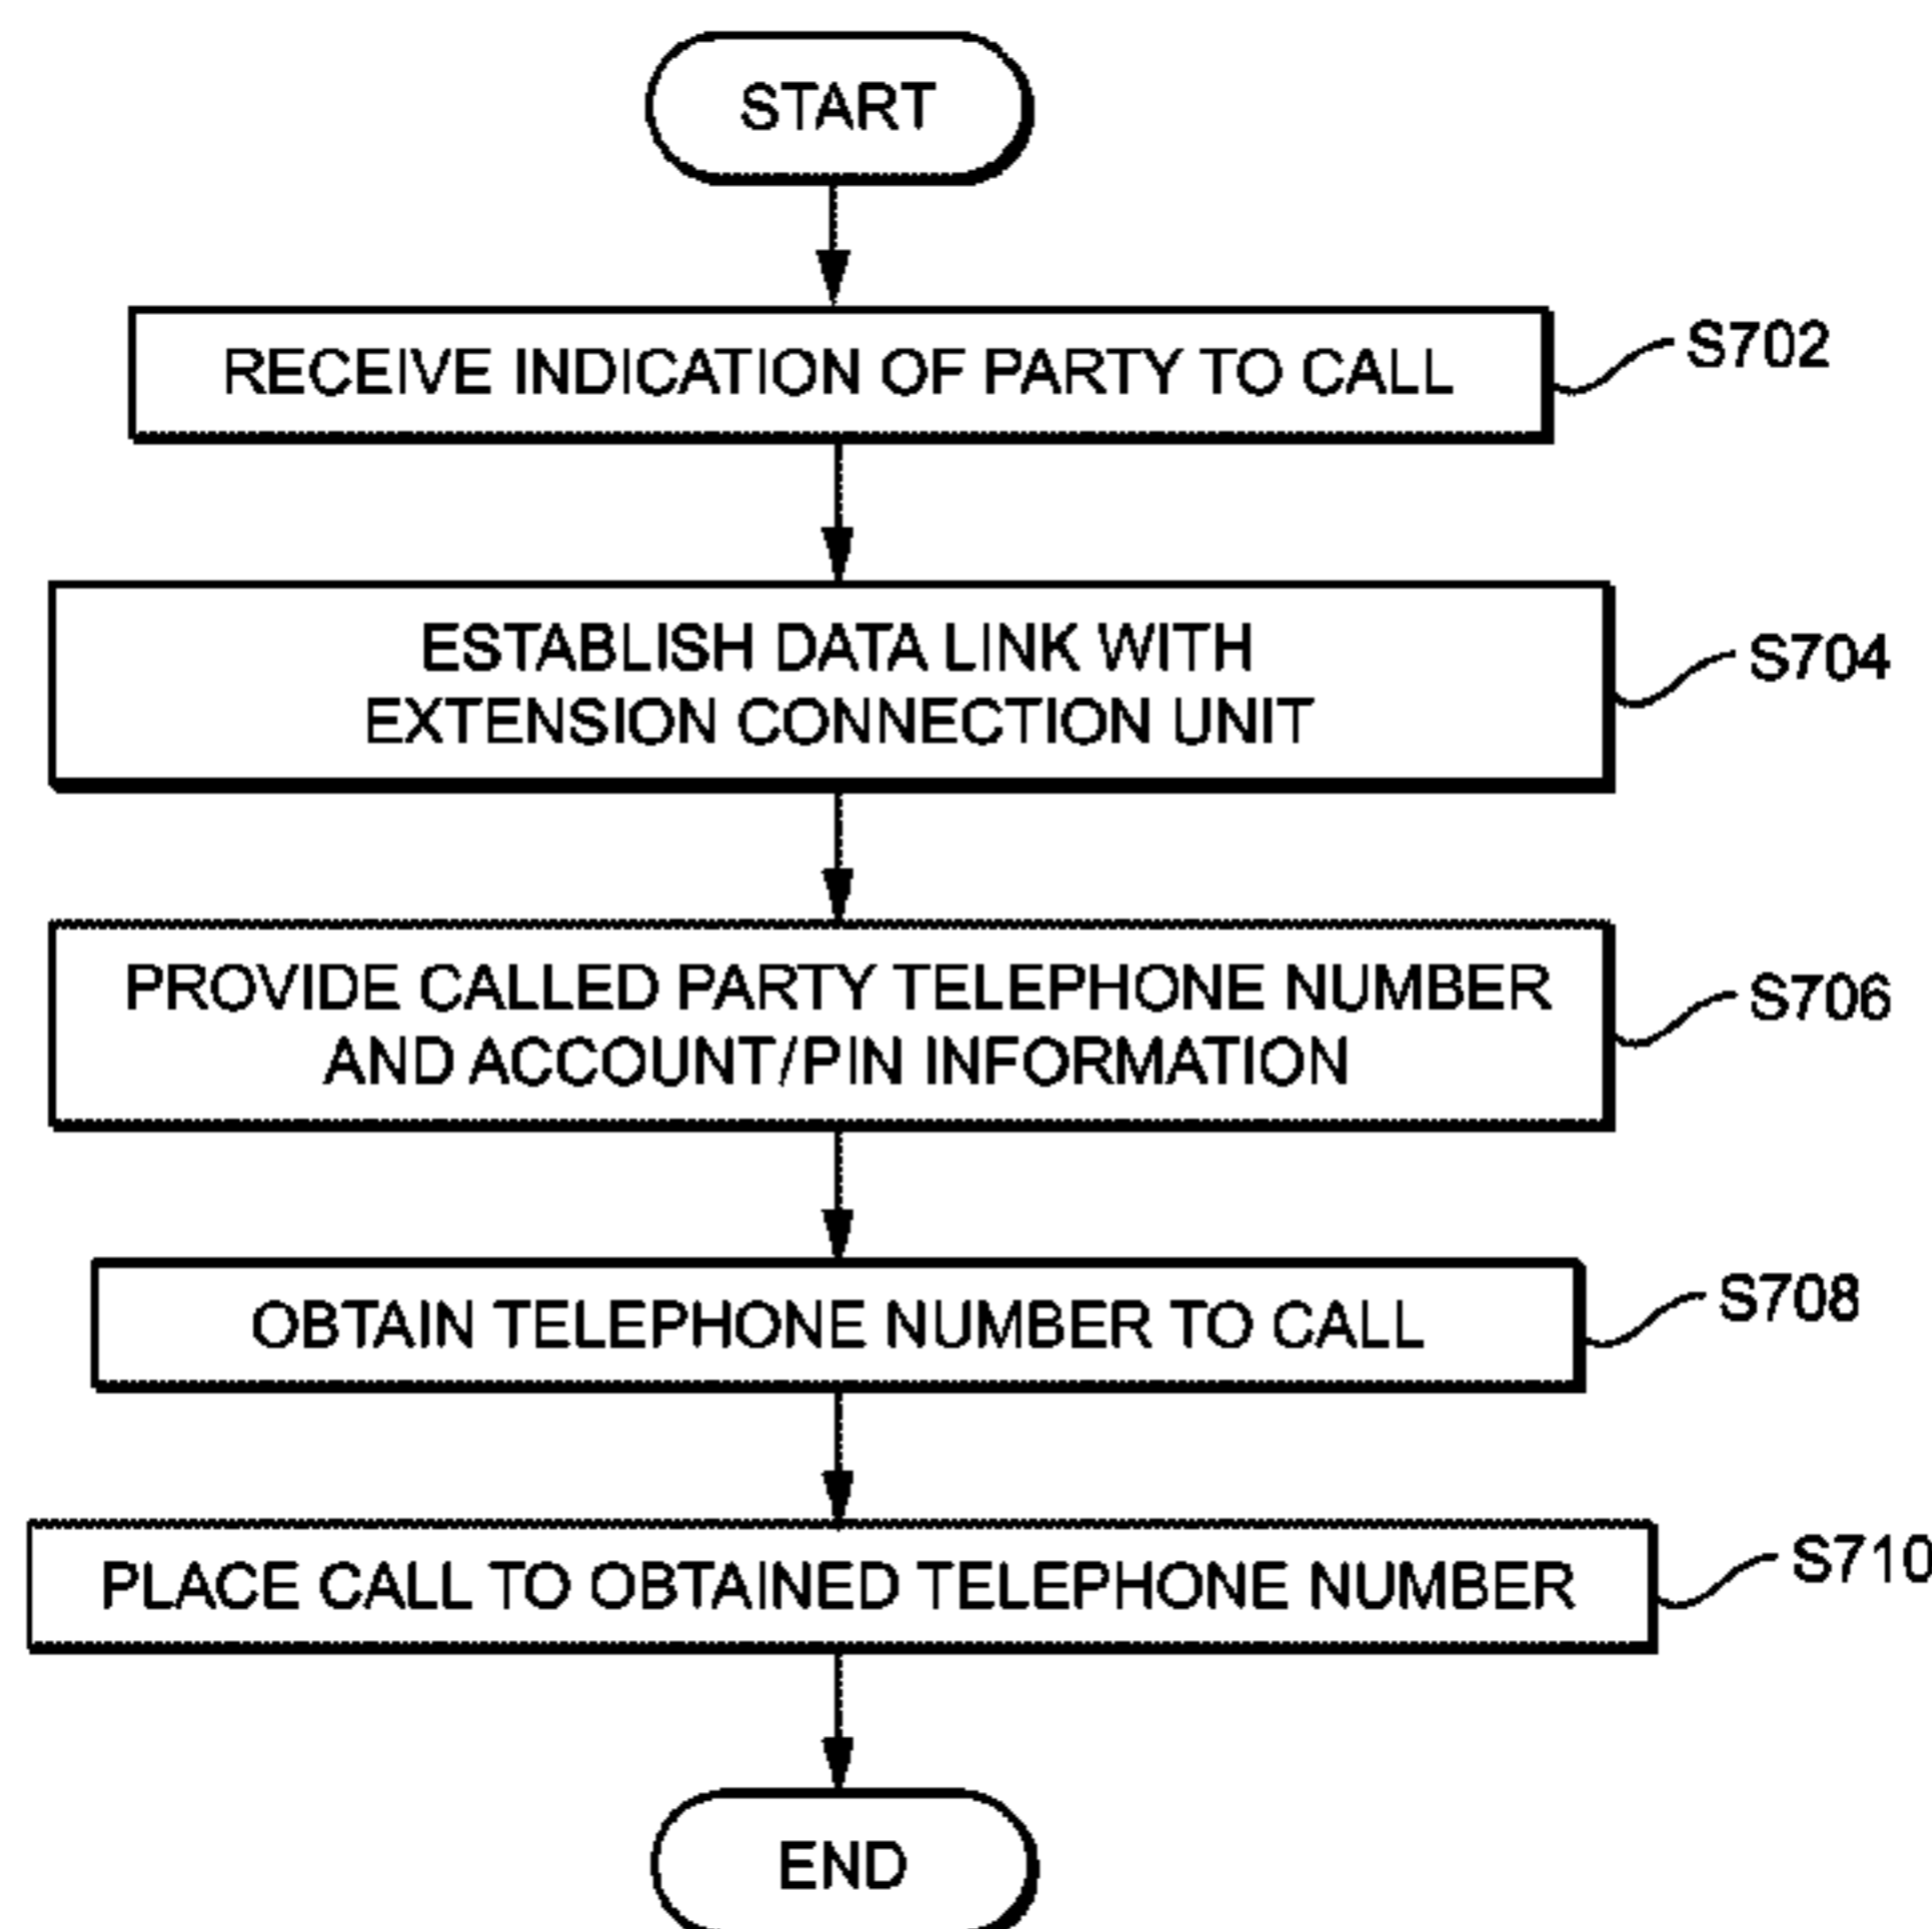 START
RECEIVE INDICATION OF PARTY TO CALL
S702
ESTABLISH DATA LINK WITH
EXTENSION CONNECTION UNIT
S704
PROVIDE CALLED PARTY TELEPHONE NUMBER
AND ACCOUNT/PIN INFORMATION
S706
OBTAIN TELEPHONE NUMBER TO CALL
S708
PLACE CALL TO OBTAINED TELEPHONE NUMBER
S710
END